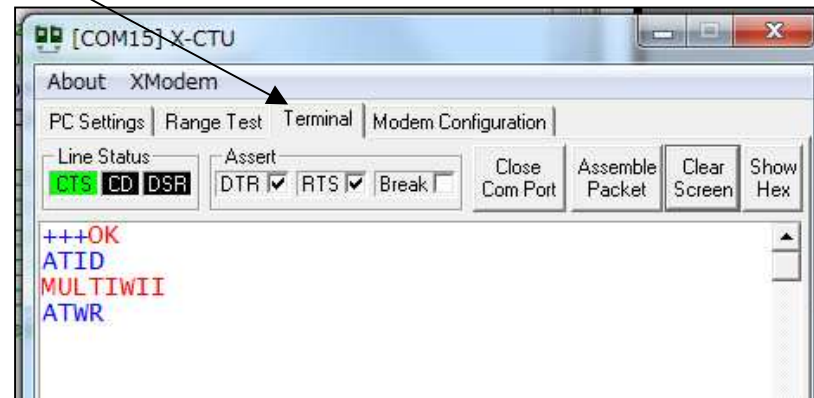 [COM15] X-CTU
About XModem
PC Settings Range Test Terminal Modem Configuration
Line Status Assert
CTS CD DSR DTR RTS Break Close Com Port Assemble Packet Clear Screen Show Hex
+++OK
ATID
MULTIWII
ATWR